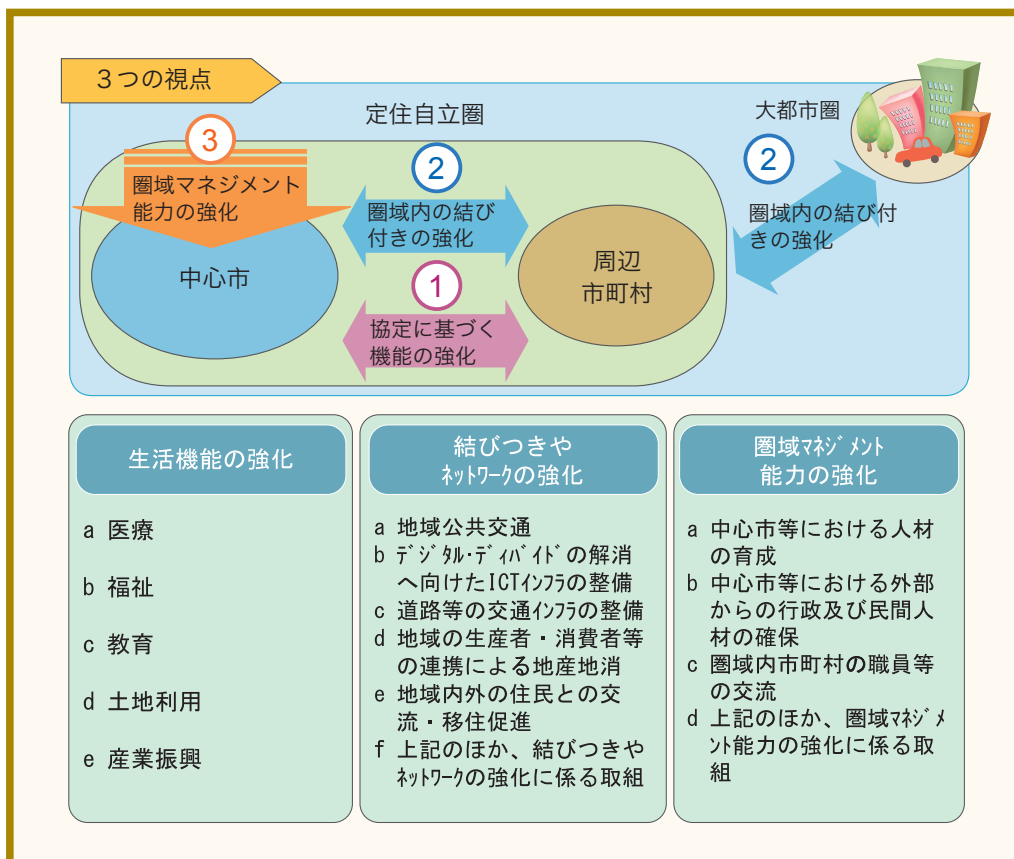 3つの視点
定住自立圏
大都市圏
3
圏域マネジメント
能力の強化
中心市
2
圏域内の結び
付きの強化
1
協定に基づく
機能の強化
周辺
市町村
2
圏域内の結び付
きの強化
生活機能の強化
a 医療
b 福祉
c 教育
d 土地利用
e 産業振興
結びつきや
ネットワークの強化
a 地域公共交通
b デジタル・ディバイドの解消
へ向けたICTインフラの整備
c 道路等の交通インフラの整備
d 地域の生産者・消費者等
の連携による地産地消
e 地域内外の住民との交
流・移住促進
f 上記のほか、結びつきや
ネットワークの強化に係る取組
圏域マネジメント
能力の強化
a 中心市等における人材
の育成
b 中心市等における外部
からの行政及び民間人
材の確保
c 圏域内市町村の職員等
の交流
d 上記のほか、圏域マネジメ
ント能力の強化に係る取
組